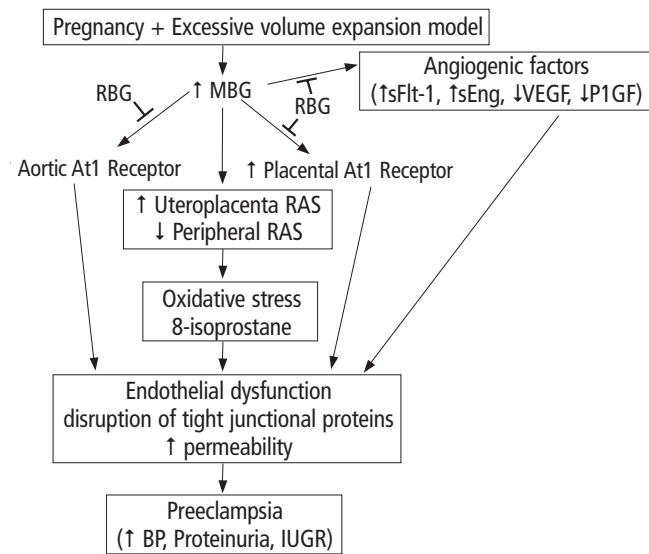 Pregnancy + Excessive volume expansion model
Angiogenic factors
(↑sFlt-1, ↑sEng, ↓VEGF, ↓P1GF)
RBG
↑ MBG
RBG
Aortic At1 Receptor
↑ Placental At1 Receptor
↑ Uteroplacenta RAS
↓ Peripheral RAS
Oxidative stress
8-isoprostane
Endothelial dysfunction
disruption of tight junctional proteins
↑ permeability
Preeclampsia
(↑ BP, Proteinuria, IUGR)